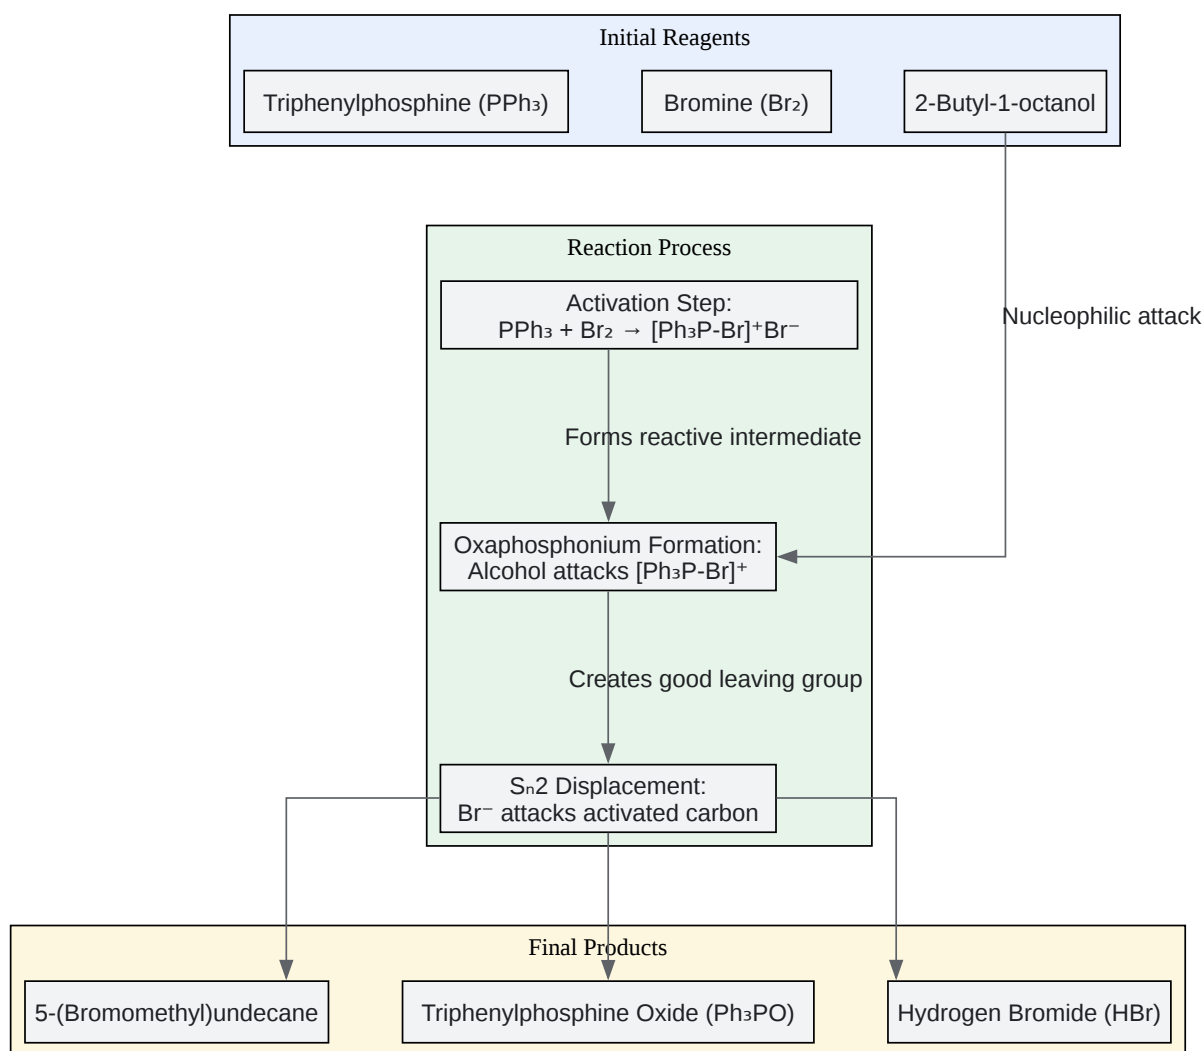 Initial Reagents
Triphenylphosphine (PPh₃)
Bromine (Br₂)
2-Butyl-1-octanol
Reaction Process
Activation Step:
PPh₃ + Br₂ → [Ph₃P-Br]⁺Br⁻
Nucleophilic attack
Forms reactive intermediate
Oxaphosphonium Formation:
Alcohol attacks [Ph₃P-Br]⁺
Creates good leaving group
Sₙ2 Displacement:
Br⁻ attacks activated carbon
Final Products
5-(Bromomethyl)undecane
Triphenylphosphine Oxide (Ph₃PO)
Hydrogen Bromide (HBr)